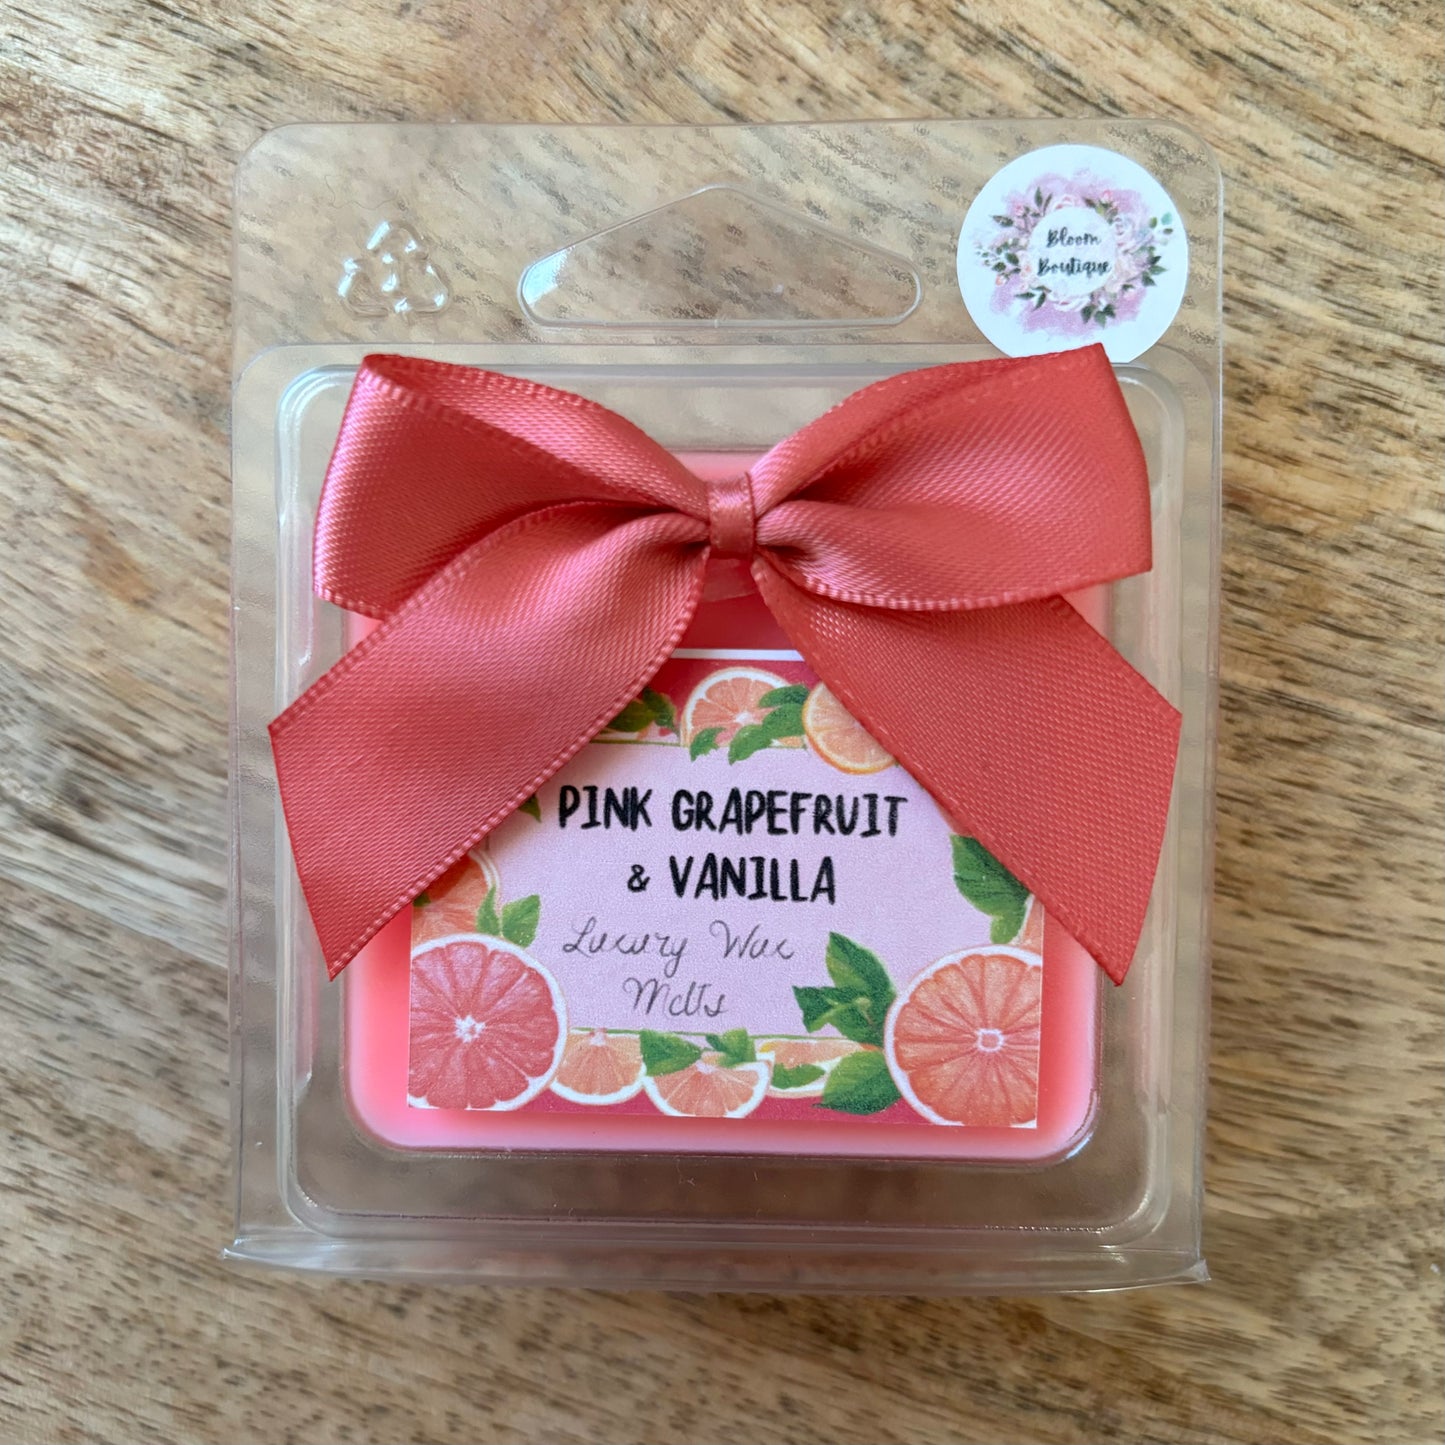 Bloom
Boutique
PINK GRAPEFRUIT
& VANILLA
Luxury Wax
Melts